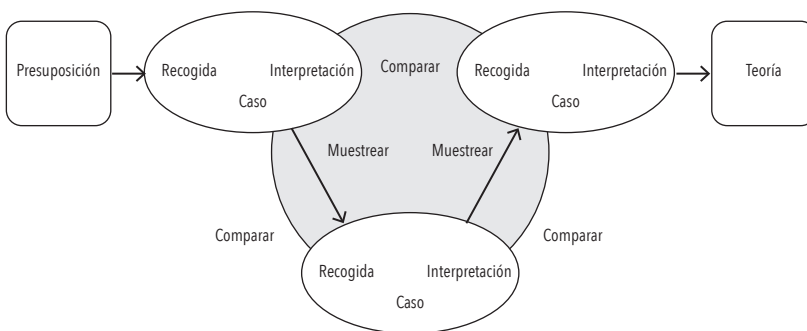 Presuposición
Recogida Interpretación
Caso
Comparar
Recogida Interpretación
Caso
Teoría
Muestrear
Muestrear
Comparar
Comparar
Recogida Interpretación
Caso